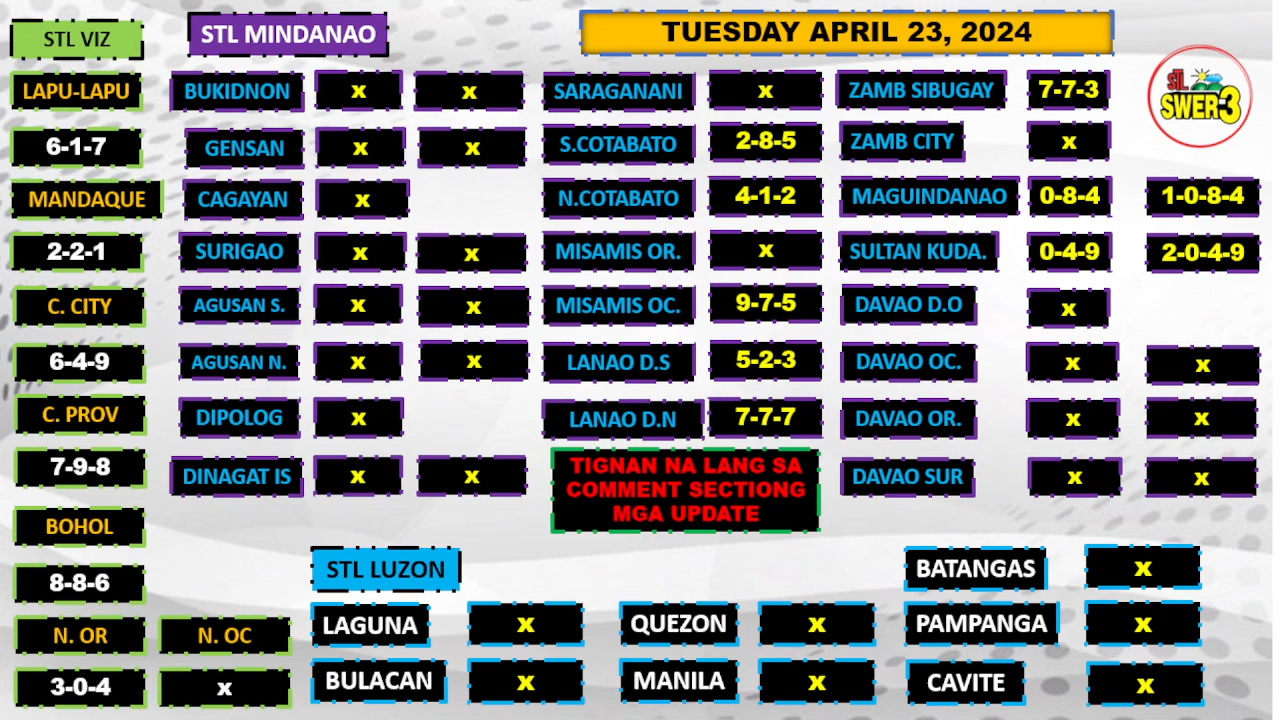 STL VIZ
STL MINDANAO
TUESDAY APRIL 23, 2024
STL
SWER3
LAPU-LAPU
6-1-7
MANDAQUE
2-2-1
C. CITY
6-4-9
C. PROV
7-9-8
BOHOL
8-8-6
N. OR N. OC
3-0-4 x
BUKIDNON x x
GENSAN x x
CAGAYAN x
SURIGAO x x
AGUSAN S. x x
AGUSAN N. x x
DIPOLOG x
DINAGAT IS x x
SARAGANANI x
S.COTABATO 2-8-5
N.COTABATO 4-1-2
MISAMIS OR. x
MISAMIS OC. 9-7-5
LANAO D.S 5-2-3
LANAO D.N 7-7-7
TIGNAN NA LANG SA
COMMENT SECTIONG
MGA UPDATE
ZAMB SIBUGAY 7-7-3
ZAMB CITY x
MAGUINDANAO 0-8-4 1-0-8-4
SULTAN KUDA. 0-4-9 2-0-4-9
DAVAO D.O x
DAVAO OC. x x
DAVAO OR. x x
DAVAO SUR x x
STL LUZON
LAGUNA x
BULACAN x
QUEZON x
MANILA x
BATANGAS x
PAMPANGA x
CAVITE x